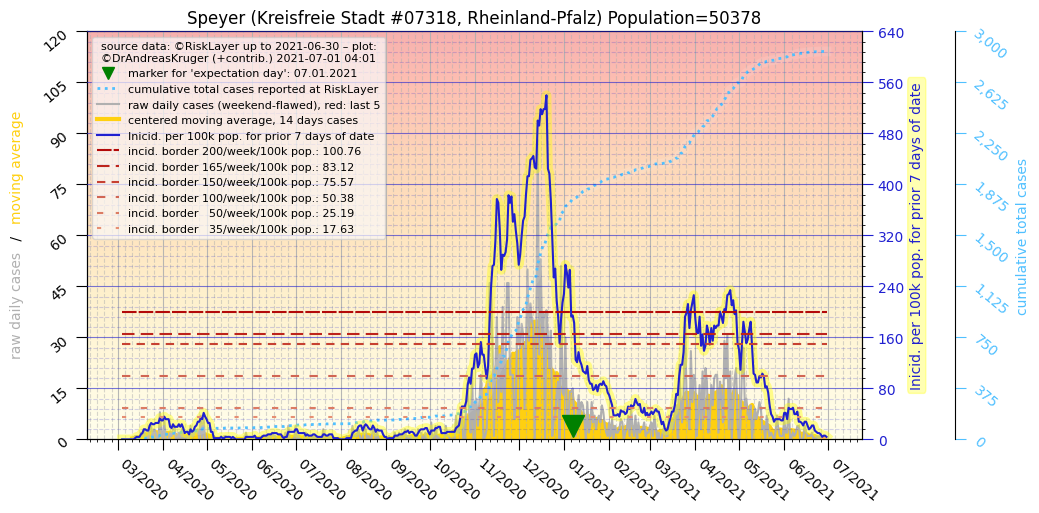 Speyer (Kreisfreie Stadt #07318, Rheinland-Pfalz) Population=50378
source data: ©RiskLayer up to 2021-06-30 – plot:
©DrAndreasKruger (+contrib.) 2021-07-01 04:01
marker for 'expectation day': 07.01.2021
cumulative total cases reported at RiskLayer
raw daily cases (weekend-flawed), red: last 5
centered moving average, 14 days cases
Inicid. per 100k pop. for prior 7 days of date
incid. border 200/week/100k pop.: 100.76
incid. border 165/week/100k pop.: 83.12
incid. border 150/week/100k pop.: 75.57
incid. border 100/week/100k pop.: 50.38
incid. border 50/week/100k pop.: 25.19
incid. border 35/week/100k pop.: 17.63
raw daily cases / moving average
120
105
90
75
60
45
30
15
0
03/2020
04/2020
05/2020
06/2020
07/2020
08/2020
09/2020
10/2020
11/2020
12/2020
01/2021
02/2021
03/2021
04/2021
05/2021
06/2021
07/2021
640
560
480
400
320
240
160
80
0
Inicid. per 100k pop. for prior 7 days of date
3,000
2,625
2,250
1,875
1,500
1,125
750
375
0
cumulative total cases